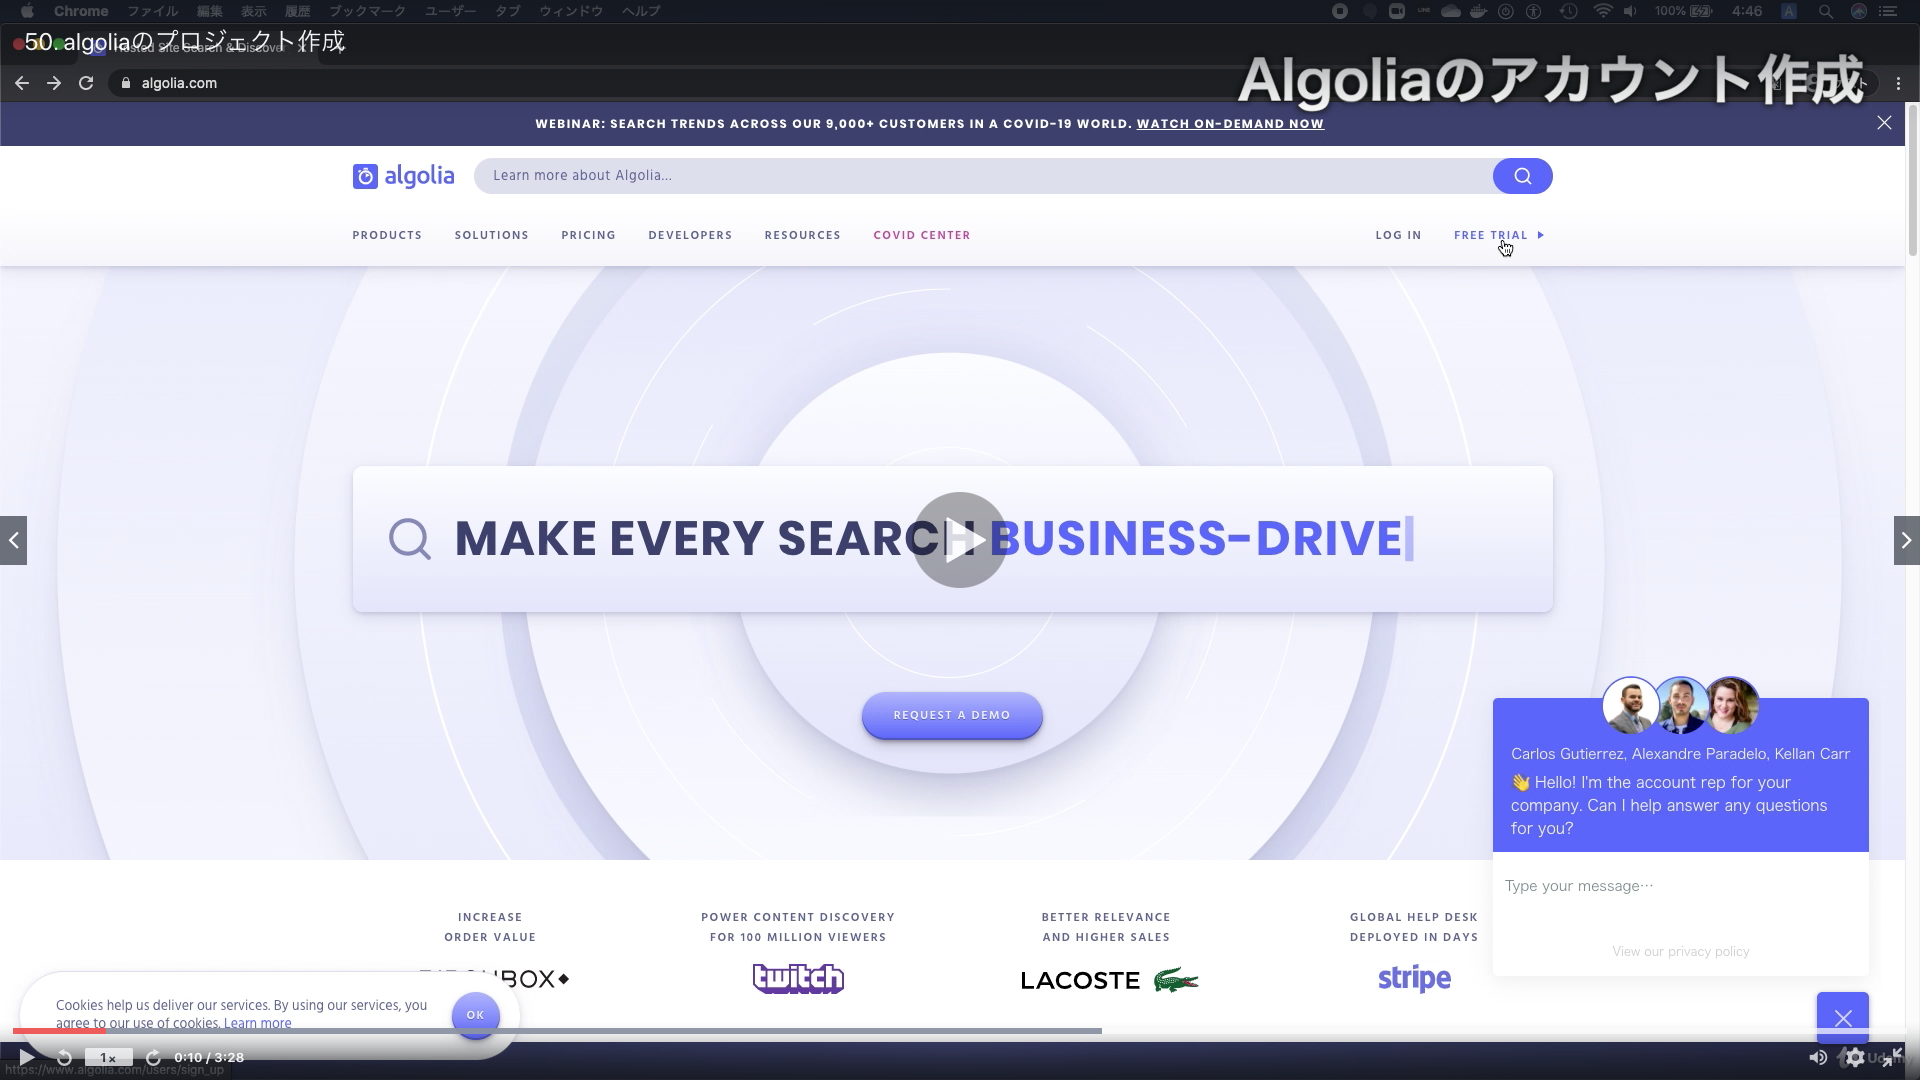 Chrome ファイル 編集 表示 履歴 ブックマーク ユーザー タブ ウィンドウ ヘルプ
LINE 100% 4:46 A
50. algoliaのプロジェクト作成
Algoliaのアカウント作成
algolia.com
WEBINAR: SEARCH TRENDS ACROSS OUR 9,000+ CUSTOMERS IN A COVID-19 WORLD. WATCH ON-DEMAND NOW
algolia
Learn more about Algolia...
PRODUCTS SOLUTIONS PRICING DEVELOPERS RESOURCES COVID CENTER LOG IN FREE TRIAL
MAKE EVERY SEARCH BUSINESS-DRIVE
REQUEST A DEMO
Carlos Gutierrez, Alexandre Paradelo, Kellan Carr
👋 Hello! I'm the account rep for your
company. Can I help answer any questions
for you?
Type your message…
View our privacy policy
INCREASE
ORDER VALUE
POWER CONTENT DISCOVERY
FOR 100 MILLION VIEWERS
twitch
BETTER RELEVANCE
AND HIGHER SALES
LACOSTE
GLOBAL HELP DESK
DEPLOYED IN DAYS
stripe
Cookies help us deliver our services. By using our services, you
agree to our use of cookies. Learn more
OK
1x
0:10 / 3:28
https://www.algolia.com/users/sign_up